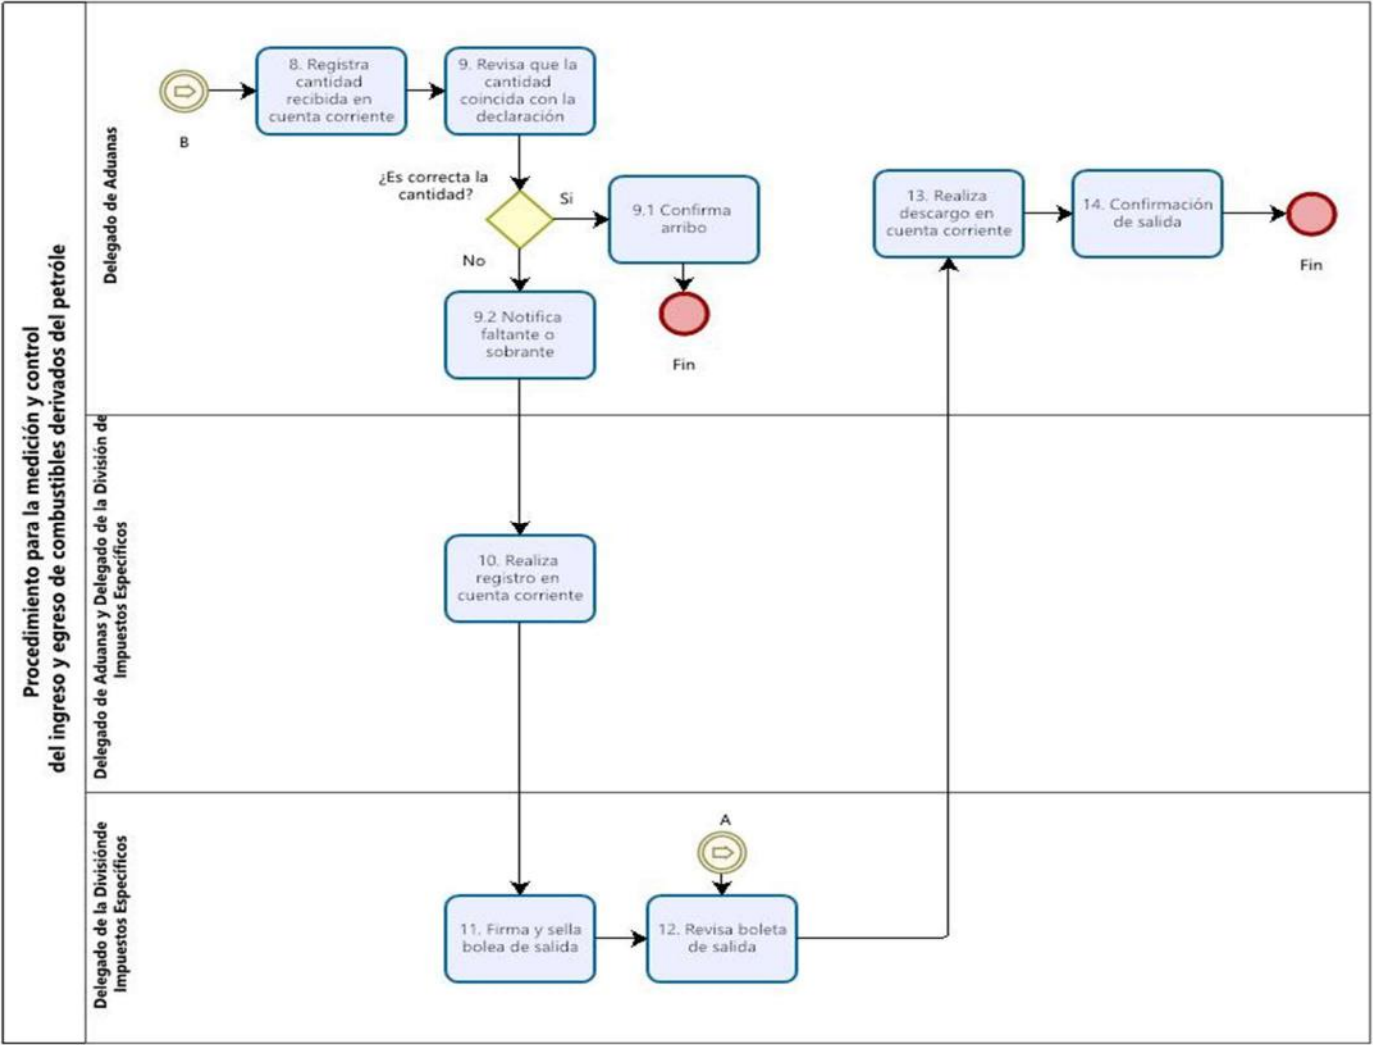 Procedimiento para la medición y control
del ingreso y egreso de combustibles derivados del petróle
Delegado de Aduanas
B
8. Registra
cantidad
recibida en
cuenta corriente
9. Revisa que la
cantidad
coincida con la
declaración
¿Es correcta la
cantidad?
Sí
9.1 Confirma
arribo
Fin
No
9.2 Notifica
faltante o
sobrante
13. Realiza
descargo en
cuenta corriente
14. Confirmación
de salida
Fin
Delegado de Aduanas y Delegado de la División de
Impuestos Específicos
10. Realiza
registro en
cuenta corriente
Delegado de la Divisiónde
Impuestos Específicos
11. Firma y sella
bolea de salida
A
12. Revisa boleta
de salida